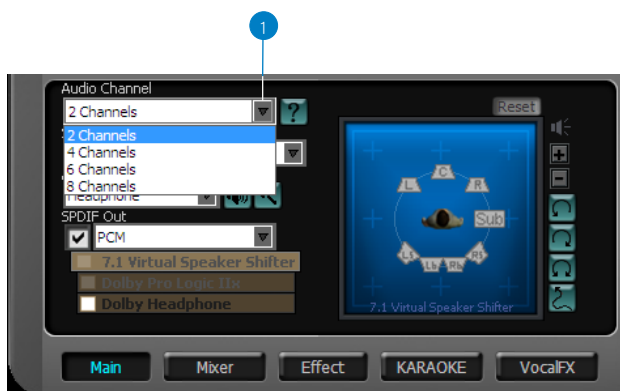 1
Audio Channel
2 Channels
2 Channels
4 Channels
6 Channels
8 Channels
Headphone
SPDIF Out
PCM
7.1 Virtual Speaker Shifter
Dolby Pro Logic IIx
Dolby Headphone
Reset
C
L
R
Sub
Ls
Rs
Lb
Rb
7.1 Virtual Speaker Shifter
Main
Mixer
Effect
KARAOKE
VocalFX